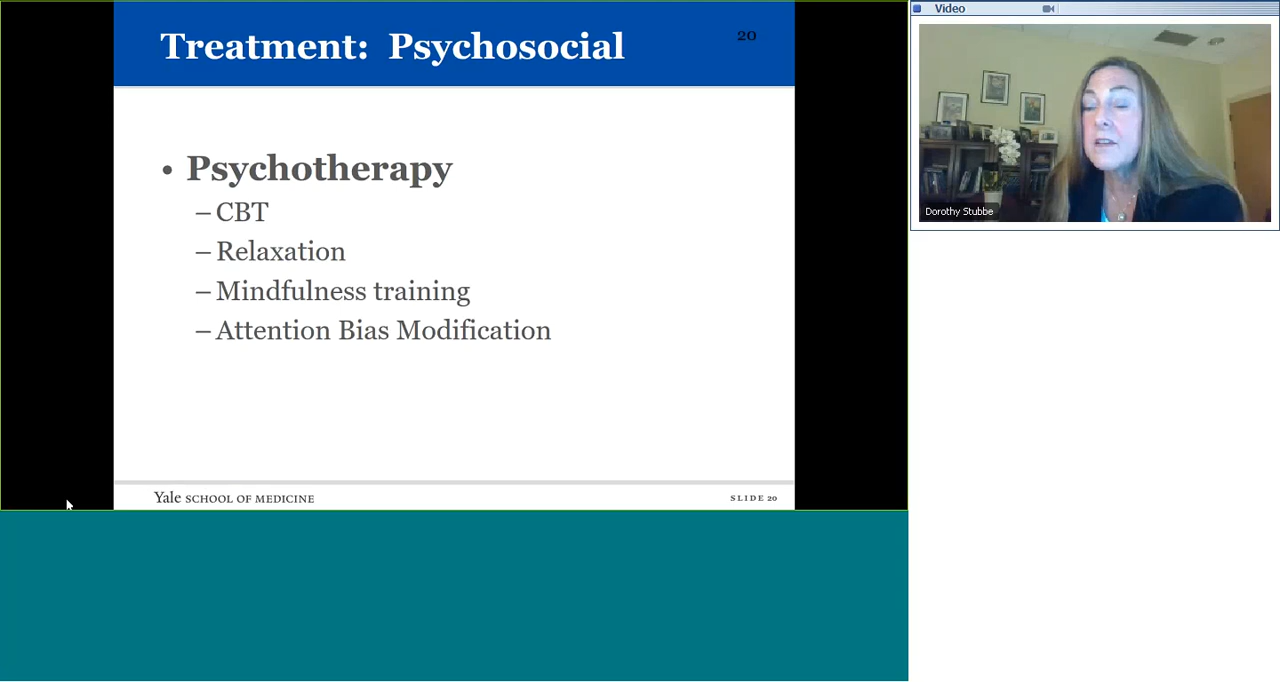 Treatment: Psychosocial
20
• Psychotherapy
– CBT
– Relaxation
– Mindfulness training
– Attention Bias Modification
Yale SCHOOL OF MEDICINE
SLIDE 20
Video
Dorothy Stubbe